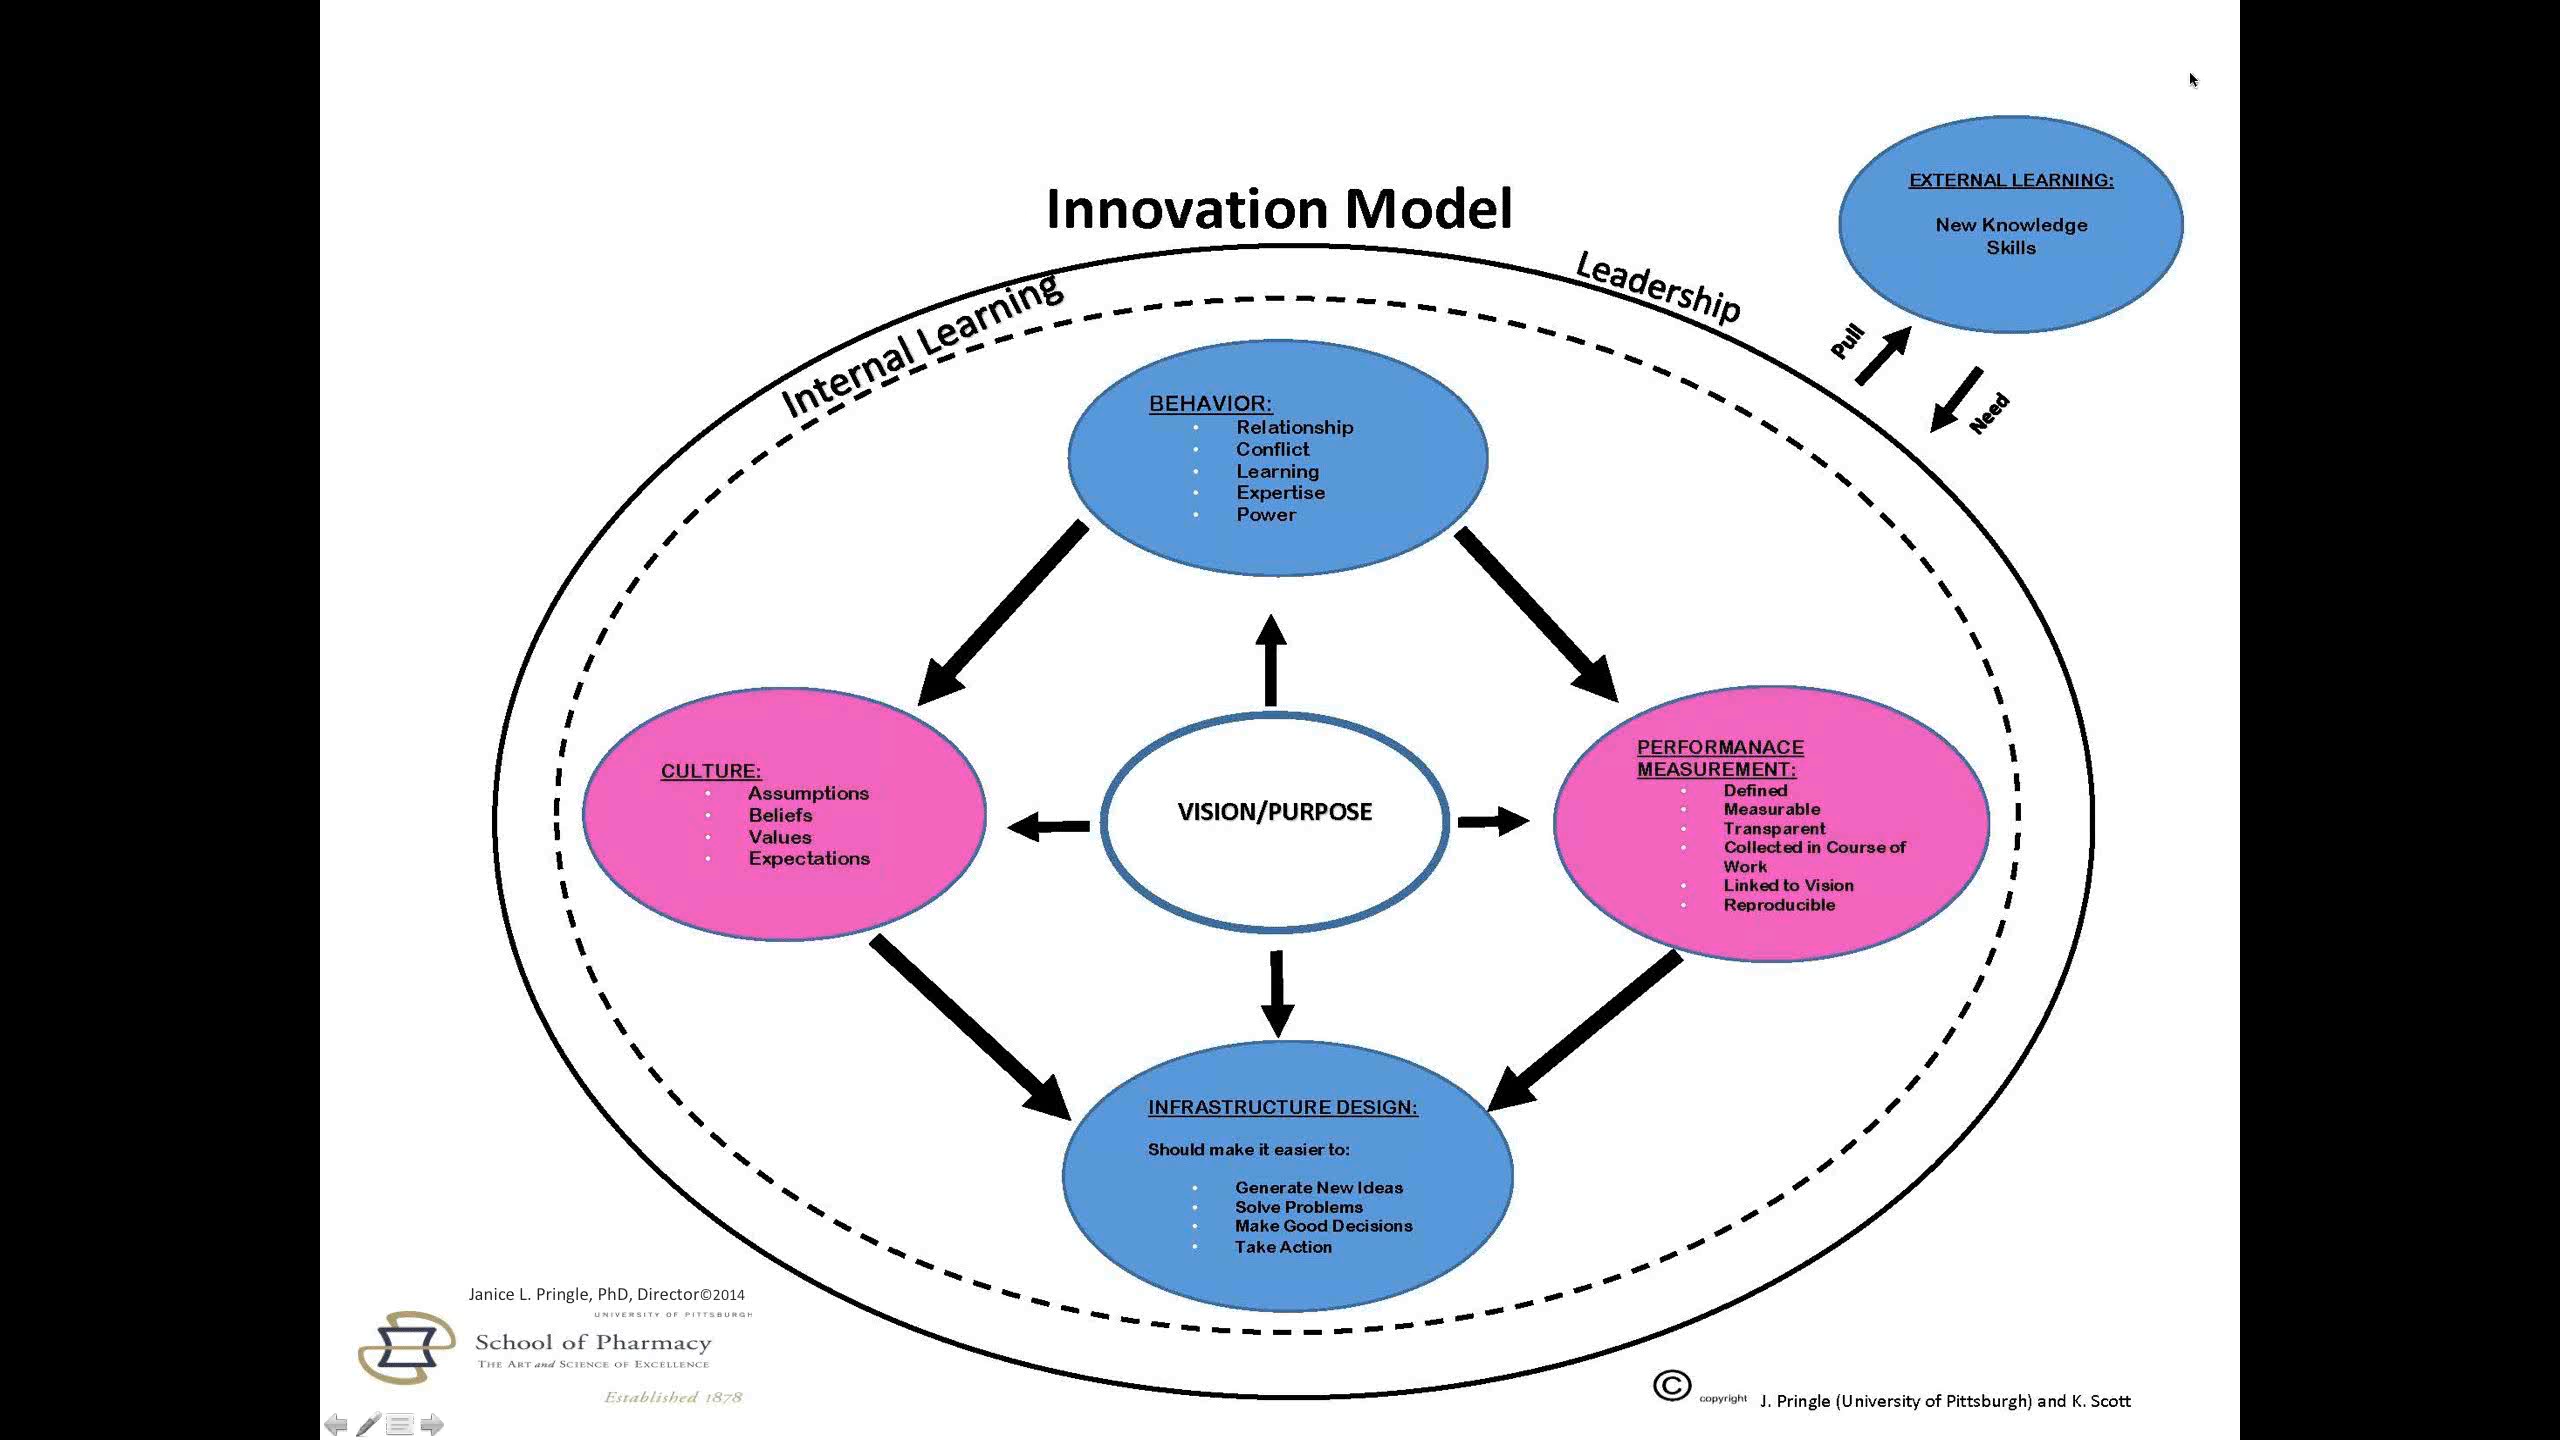 Innovation Model
EXTERNAL LEARNING:
New Knowledge
Skills
Leadership
Internal Learning
Pull
Need
BEHAVIOR:
• Relationship
• Conflict
• Learning
• Expertise
• Power
CULTURE:
• Assumptions
• Beliefs
• Values
• Expectations
VISION/PURPOSE
PERFORMANACE
MEASUREMENT:
• Defined
• Measurable
• Transparent
• Collected in Course of
Work
• Linked to Vision
• Reproducible
INFRASTRUCTURE DESIGN:
Should make it easier to:
• Generate New Ideas
• Solve Problems
• Make Good Decisions
• Take Action
Janice L. Pringle, PhD, Director©2014
UNIVERSITY OF PITTSBURGH
School of Pharmacy
THE ART and SCIENCE OF EXCELLENCE
Established 1878
© copyright J. Pringle (University of Pittsburgh) and K. Scott